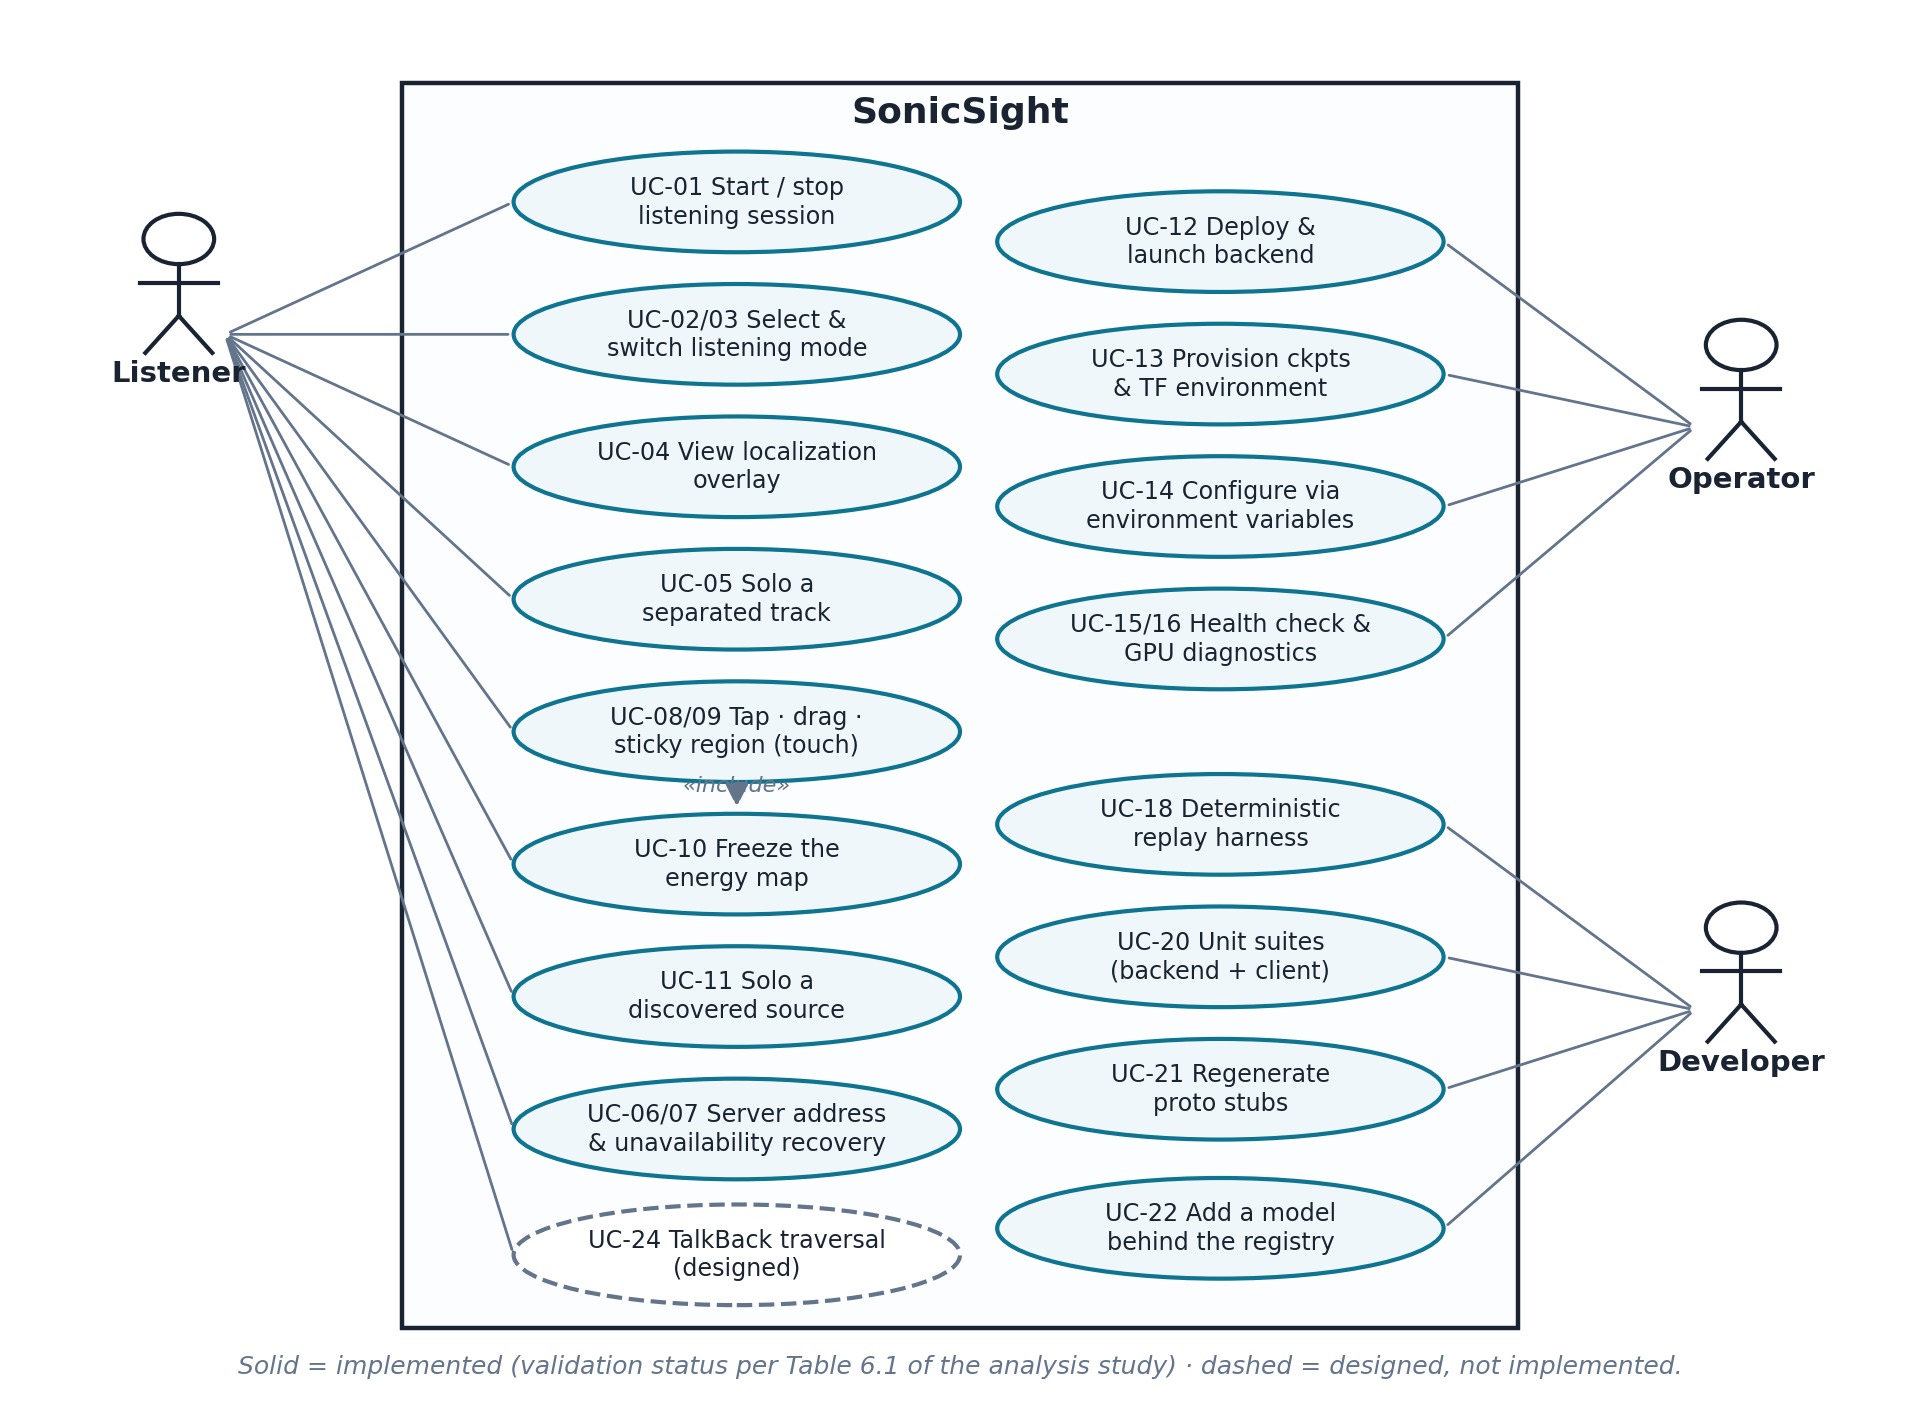 SonicSight
UC-01 Start / stop
listening session
UC-02/03 Select &
switch listening mode
UC-04 View localization
overlay
UC-05 Solo a
separated track
UC-08/09 Tap · drag ·
sticky region (touch)
«include»
UC-10 Freeze the
energy map
UC-11 Solo a
discovered source
UC-06/07 Server address
& unavailability recovery
UC-24 TalkBack traversal
(designed)
UC-12 Deploy &
launch backend
UC-13 Provision ckpts
& TF environment
UC-14 Configure via
environment variables
UC-15/16 Health check &
GPU diagnostics
UC-18 Deterministic
replay harness
UC-20 Unit suites
(backend + client)
UC-21 Regenerate
proto stubs
UC-22 Add a model
behind the registry
Listener
Operator
Developer
Solid = implemented (validation status per Table 6.1 of the analysis study) · dashed = designed, not implemented.